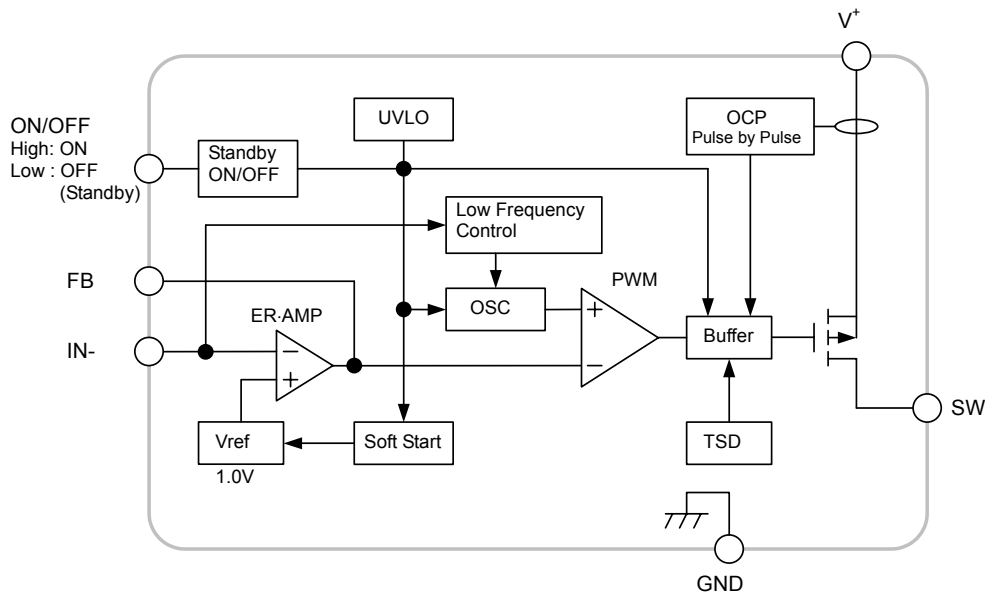 V+
ON/OFF
High: ON
Low : OFF
(Standby)
Standby
ON/OFF
UVLO
OCP
Pulse by Pulse
Low Frequency
Control
FB
OSC
+
−
PWM
Buffer
IN-
ER·AMP
−
+
Vref
1.0V
Soft Start
TSD
SW
GND